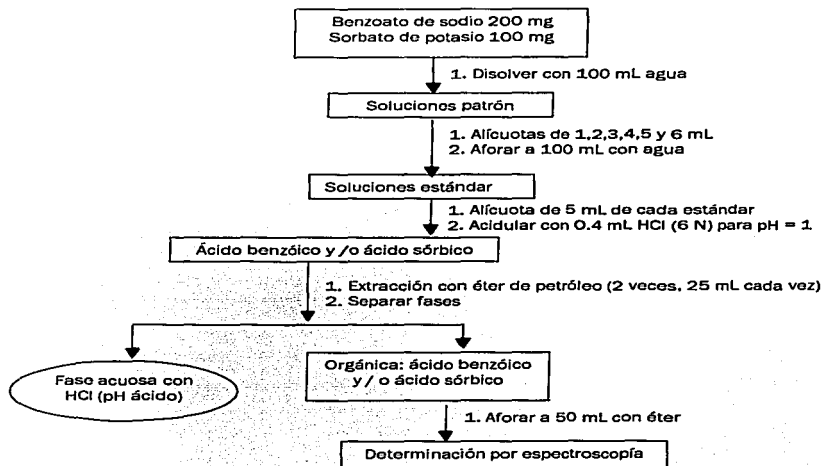 Benzoato de sodio 200 mg
Sorbato de potasio 100 mg
1. Disolver con 100 mL agua
Soluciones patrón
1. Alícuotas de 1,2,3,4,5 y 6 mL
2. Aforar a 100 mL con agua
Soluciones estándar
1. Alícuota de 5 mL de cada estándar
2. Acidular con 0.4 mL HCl (6 N) para pH = 1
Ácido benzóico y /o ácido sórbico
1. Extracción con éter de petróleo (2 veces, 25 mL cada vez)
2. Separar fases
Fase acuosa con
HCl (pH ácido)
Orgánica: ácido benzóico
y / o ácido sórbico
1. Aforar a 50 mL con éter
Determinación por espectroscopía